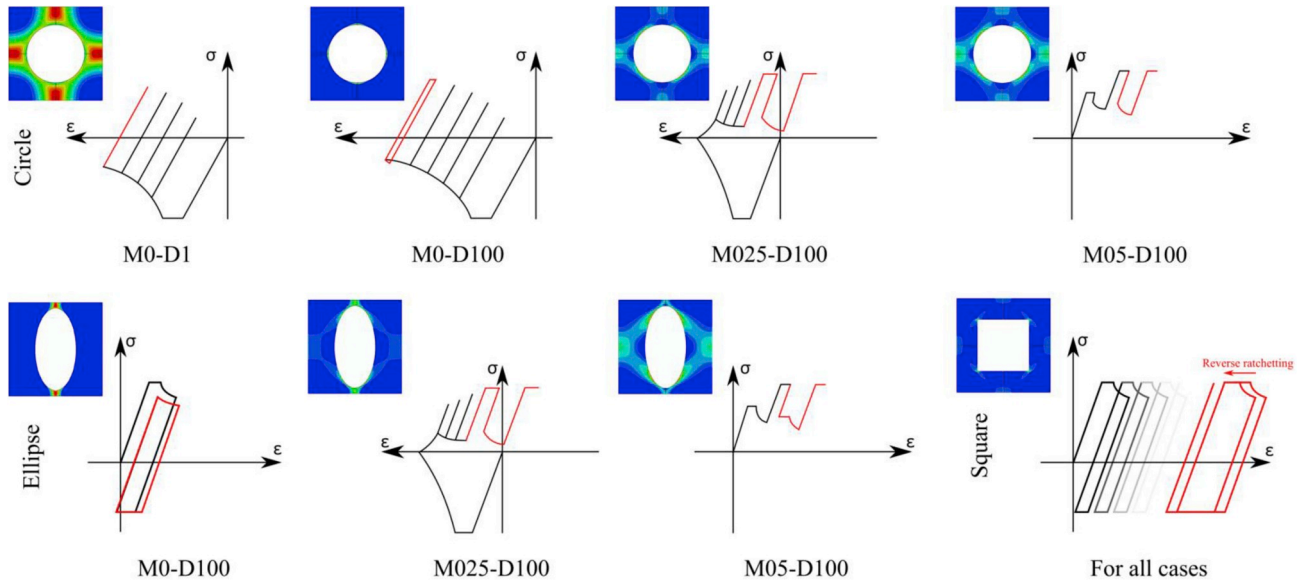 Circle
σ
ε
M0-D1
σ
ε
M0-D100
σ
ε
M025-D100
σ
ε
M05-D100
Ellipse
σ
ε
M0-D100
σ
ε
M025-D100
σ
ε
M05-D100
Square
σ
Reverse ratchetting
ε
For all cases